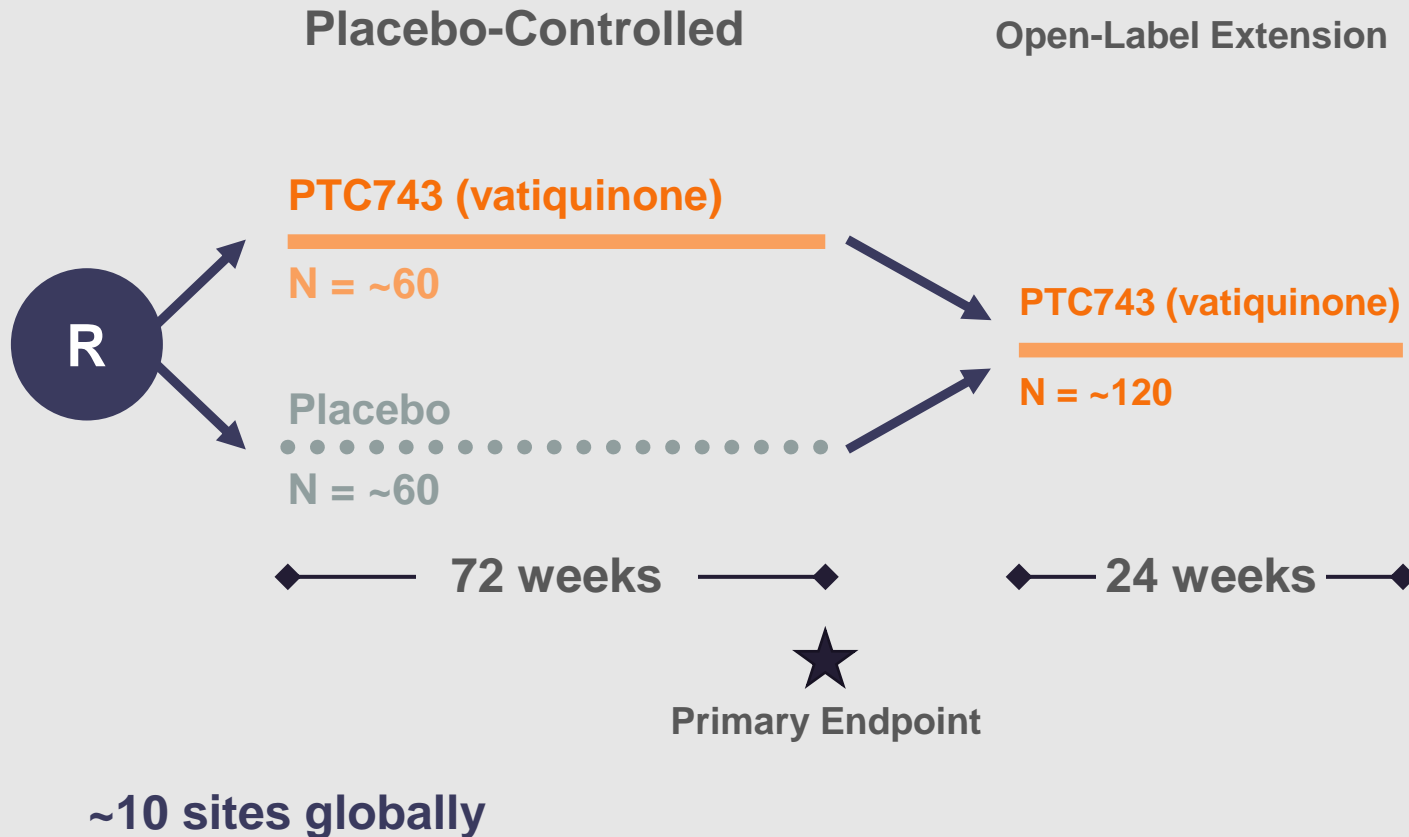 Placebo-Controlled
Open-Label Extension
PTC743 (vatiquinone)
N = ~60
R
PTC743 (vatiquinone)
N = ~120
Placebo
N = ~60
72 weeks
24 weeks
Primary Endpoint
~10 sites globally